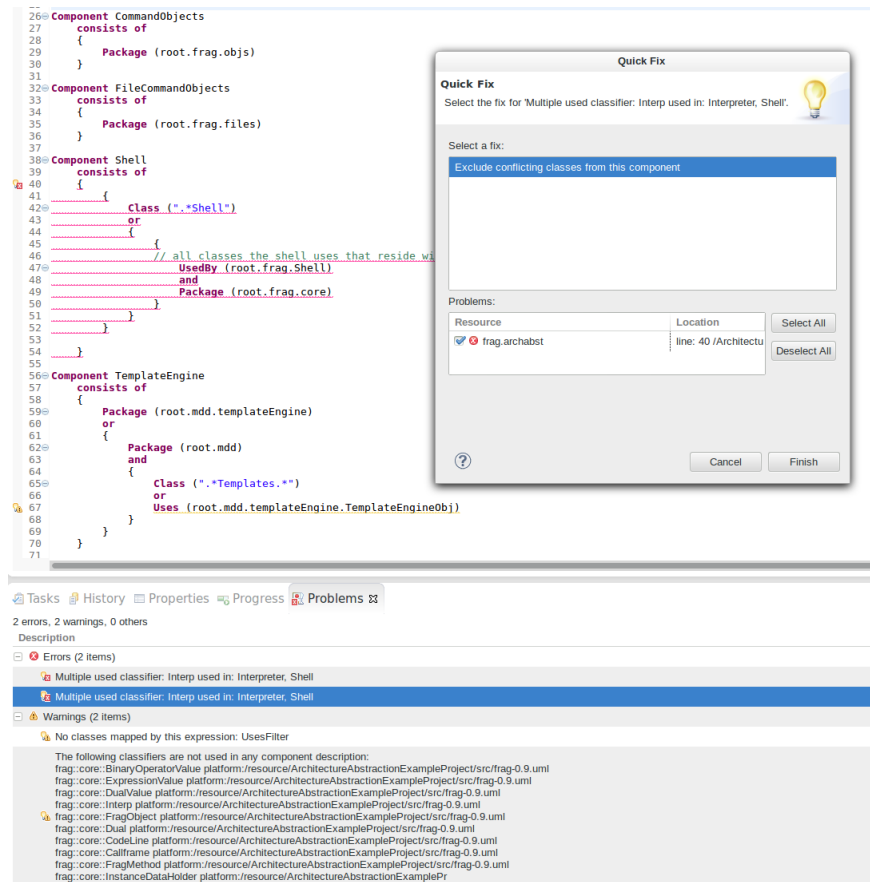 26 Component CommandObjects
27 consists of
28 {
29 Package (root.frag.objs)
30 }
31
32 Component FileCommandObjects
33 consists of
34 {
35 Package (root.frag.files)
36 }
37
38 Component Shell
39 consists of
40 {
41 {
42 Class (".*Shell")
43 or
44 {
45 {
46 // all classes the shell uses that reside wi
47 UsedBy (root.frag.Shell)
48 and
49 Package (root.frag.core)
50 }
51 }
52 }
53
54 }
55
56 Component TemplateEngine
57 consists of
58 {
59 Package (root.mdd.templateEngine)
60 or
61 {
62 Package (root.mdd)
63 and
64 {
65 Class (".*Templates.*")
66 or
67 Uses (root.mdd.templateEngine.TemplateEngineObj)
68 }
69 }
70 }
71
Quick Fix
Quick Fix
Select the fix for 'Multiple used classifier: Interp used in: Interpreter, Shell'.
Select a fix:
Exclude conflicting classes from this component
Problems:
Resource Location
frag.archabst line: 40 /Architectu
Select All
Deselect All
? Cancel Finish
Tasks History Properties Progress Problems
2 errors, 2 warnings, 0 others
Description
Errors (2 items)
Multiple used classifier: Interp used in: Interpreter, Shell
Multiple used classifier: Interp used in: Interpreter, Shell
Warnings (2 items)
No classes mapped by this expression: UsesFilter
The following classifiers are not used in any component description:
frag::core::BinaryOperatorValue platform:/resource/ArchitectureAbstractionExampleProject/src/frag-0.9.uml
frag::core::ExpressionValue platform:/resource/ArchitectureAbstractionExampleProject/src/frag-0.9.uml
frag::core::DualValue platform:/resource/ArchitectureAbstractionExampleProject/src/frag-0.9.uml
frag::core::Interp platform:/resource/ArchitectureAbstractionExampleProject/src/frag-0.9.uml
frag::core::FragObject platform:/resource/ArchitectureAbstractionExampleProject/src/frag-0.9.uml
frag::core::Dual platform:/resource/ArchitectureAbstractionExampleProject/src/frag-0.9.uml
frag::core::CodeLine platform:/resource/ArchitectureAbstractionExampleProject/src/frag-0.9.uml
frag::core::Callframe platform:/resource/ArchitectureAbstractionExampleProject/src/frag-0.9.uml
frag::core::FragMethod platform:/resource/ArchitectureAbstractionExampleProject/src/frag-0.9.uml
frag::core::InstanceDataHolder platform:/resource/ArchitectureAbstractionExamplePr